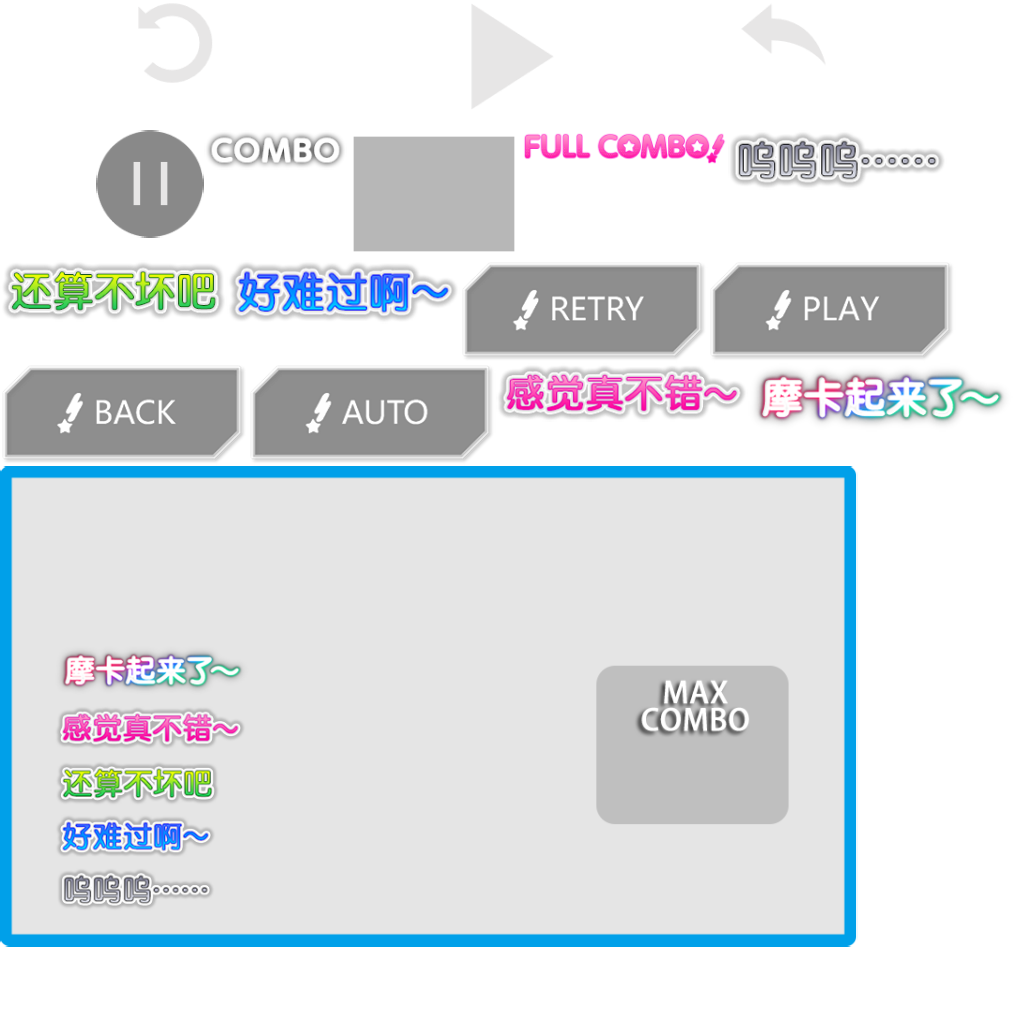 COMBO
FULL COMBO!
呜呜呜······
还算不坏吧
好难过啊～
RETRY
PLAY
BACK
AUTO
感觉真不错～
摩卡起来了～
摩卡起来了～
感觉真不错～
还算不坏吧
好难过啊～
呜呜呜······
MAX
COMBO